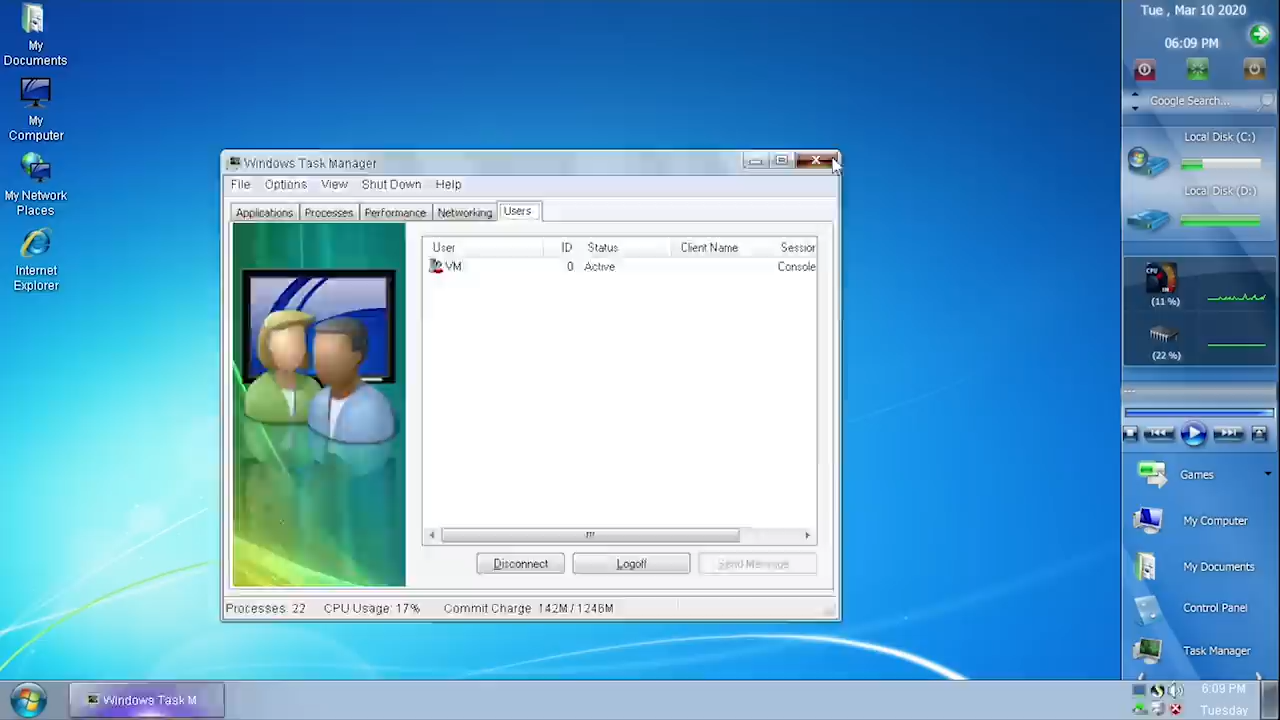 My
Documents
My
Computer
My Network
Places
Internet
Explorer
Windows Task Manager
File Options View Shut Down Help
Applications Processes Performance Networking Users
User ID Status Client Name Session
VM 0 Active Console
Disconnect Logoff Send Message
Processes: 22 CPU Usage: 17% Commit Charge: 142M / 1246M
Tue , Mar 10 2020
06:09 PM
Google Search...
Local Disk (C:)
Local Disk (D:)
CPU
(11 %)
(22 %)
---
Games
My Computer
My Documents
Control Panel
Task Manager
Windows Task M
6:09 PM
Tuesday